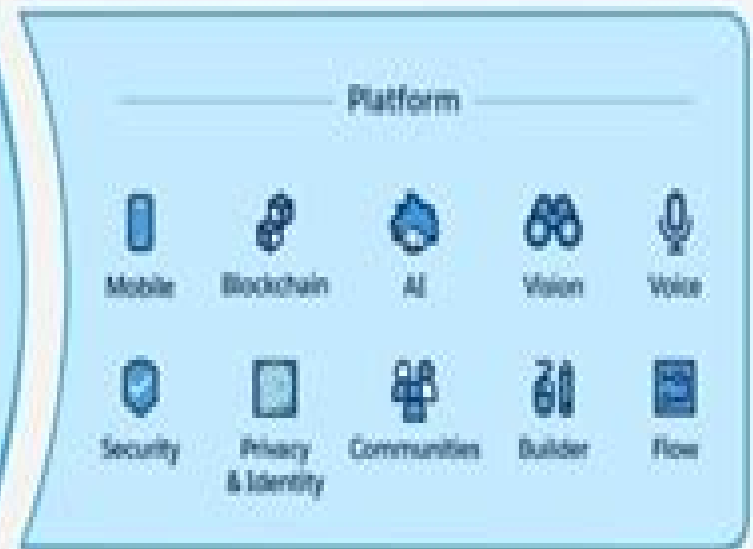 Platform
Mobile Blockchain AI Vision Voice
Security Privacy & Identity Communities Builder Flow